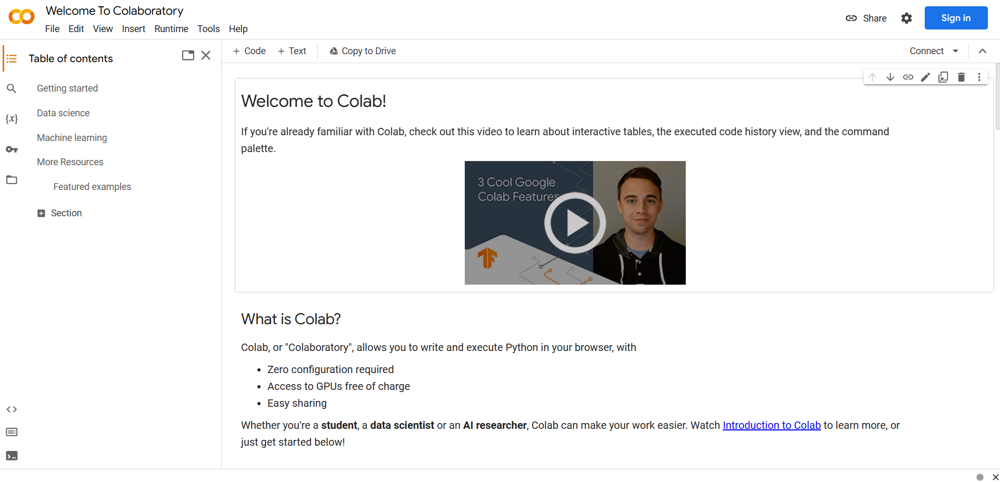 Welcome To Colaboratory
File Edit View Insert Runtime Tools Help
Share
Sign in
Table of contents
Getting started
Data science
{x}
Machine learning
More Resources
Featured examples
Section
+ Code + Text Copy to Drive
Connect
Welcome to Colab!
If you're already familiar with Colab, check out this video to learn about interactive tables, the executed code history view, and the command
palette.
3 Cool Google
Colab Features
What is Colab?
Colab, or "Colaboratory", allows you to write and execute Python in your browser, with
• Zero configuration required
• Access to GPUs free of charge
• Easy sharing
Whether you're a student, a data scientist or an AI researcher, Colab can make your work easier. Watch Introduction to Colab to learn more, or
just get started below!